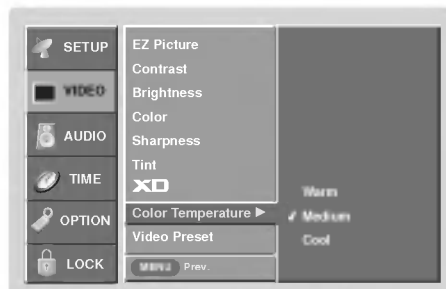 SETUP
VIDEO
AUDIO
TIME
OPTION
LOCK
EZ Picture
Contrast
Brightness
Color
Sharpness
Tint
XD
Color Temperature ▶
Video Preset
MENU Prev.
Warm
✓ Medium
Cool